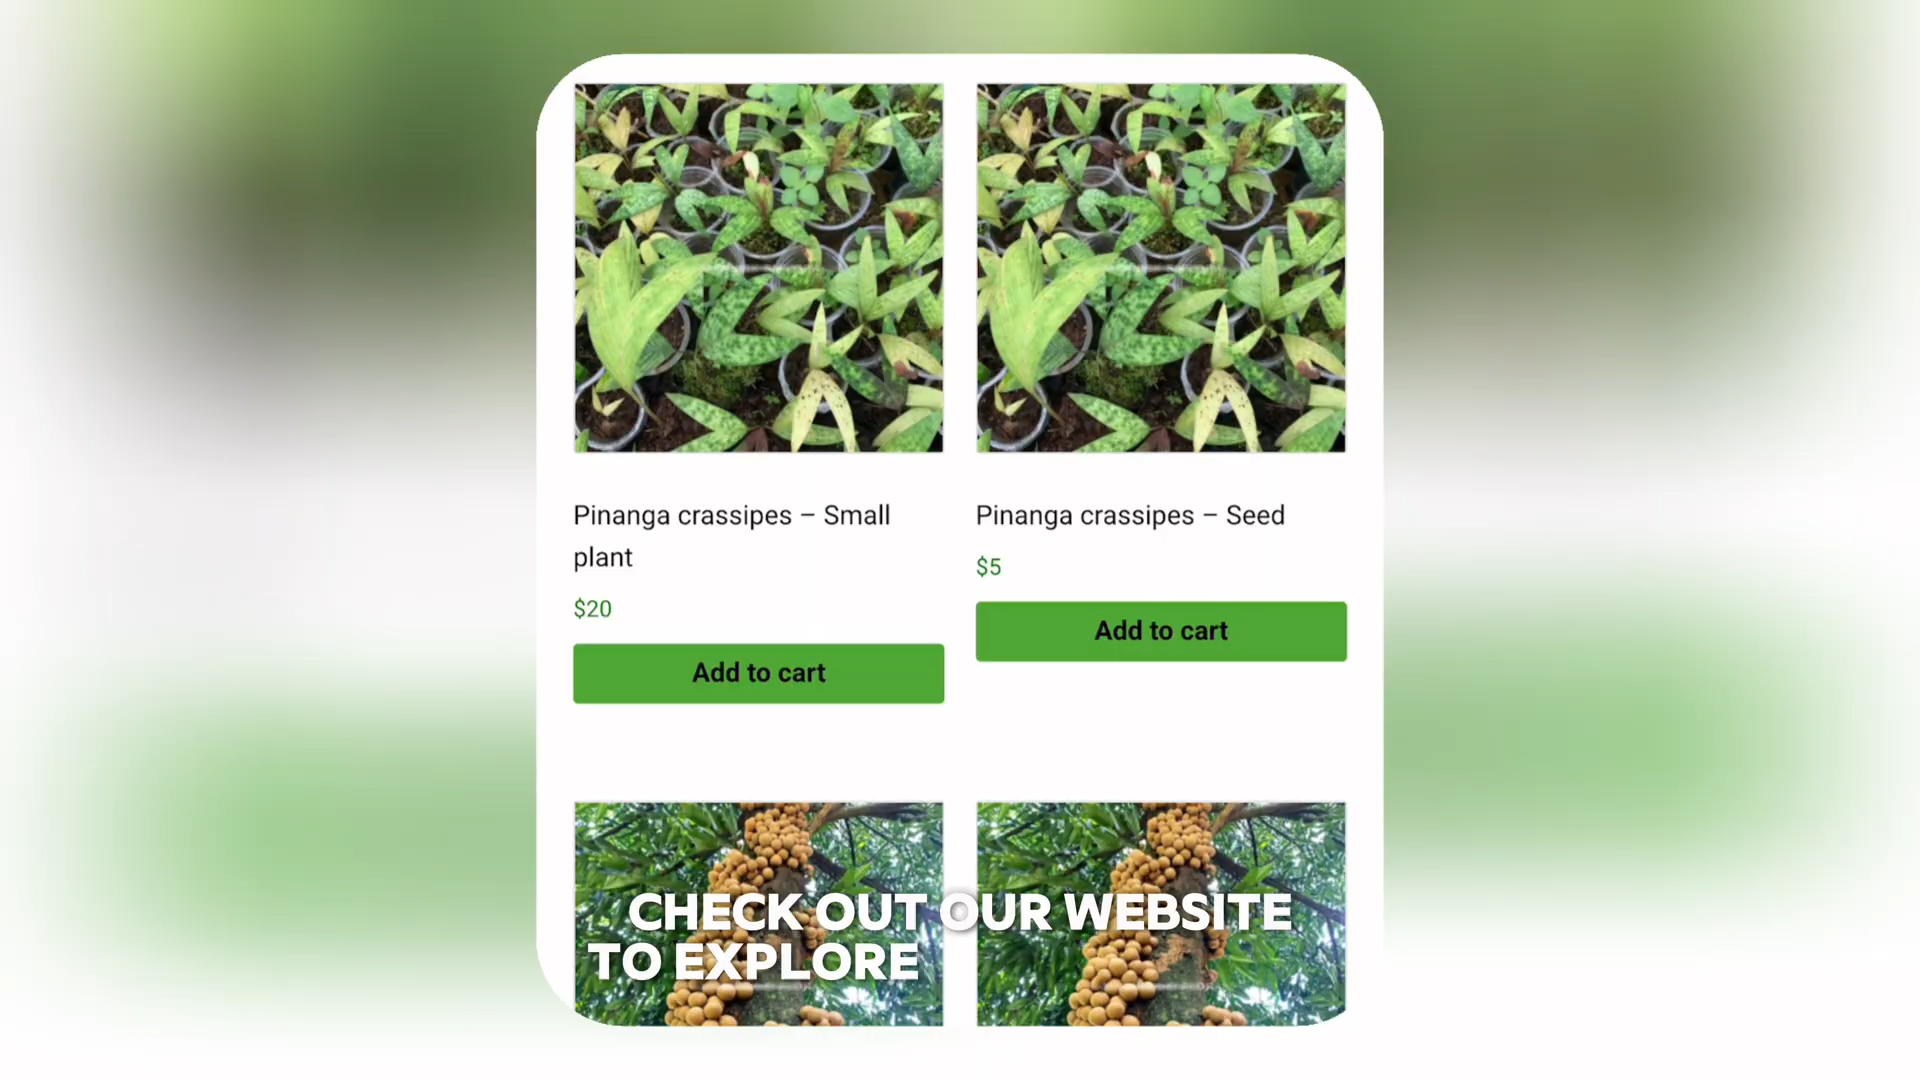 Pinanga crassipes – Small
plant
$20
Add to cart
Pinanga crassipes – Seed
$5
Add to cart
CHECK OUT OUR WEBSITE
TO EXPLORE